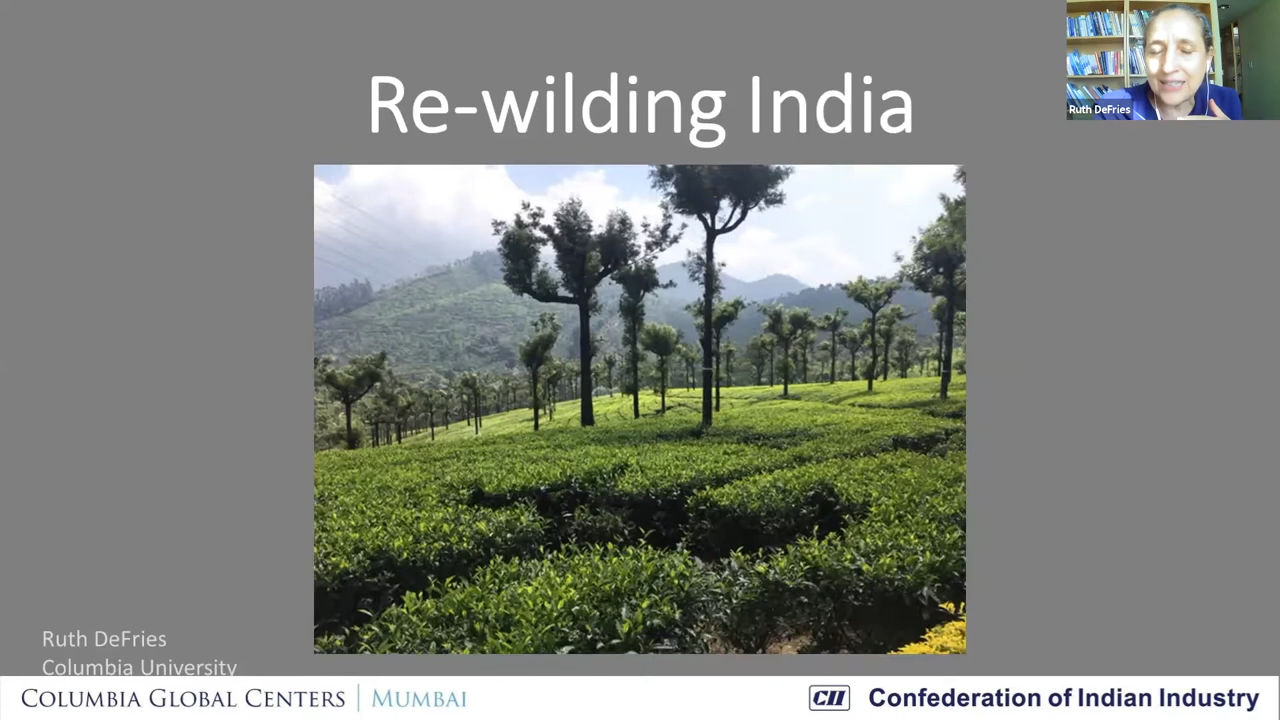 Re-wilding India
Ruth DeFries
Ruth DeFries
Columbia University
COLUMBIA GLOBAL CENTERS | MUMBAI
CII Confederation of Indian Industry